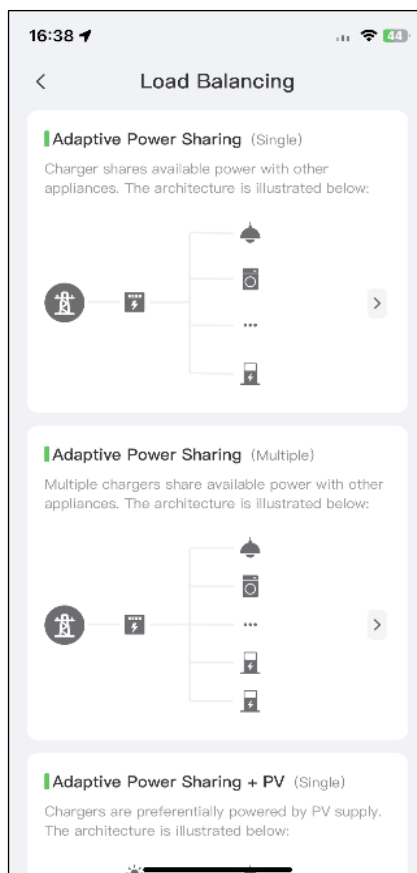 16:38
44
Load Balancing
Adaptive Power Sharing (Single)
Charger shares available power with other
appliances. The architecture is illustrated below:
Adaptive Power Sharing (Multiple)
Multiple chargers share available power with other
appliances. The architecture is illustrated below:
Adaptive Power Sharing + PV (Single)
Chargers are preferentially powered by PV supply.
The architecture is illustrated below: